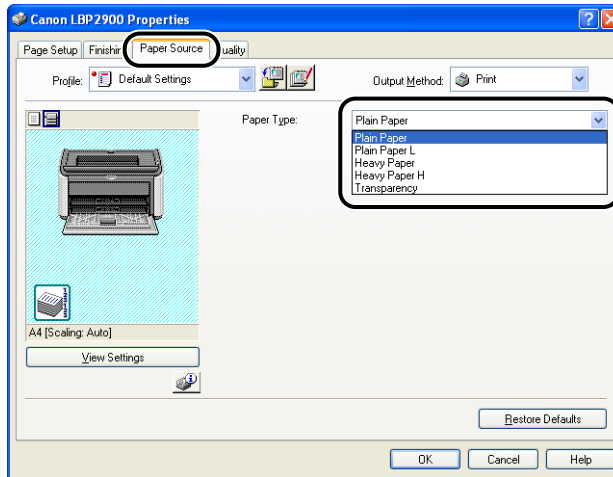 Canon LBP2900 Properties
Page Setup Finishin Paper Source uality
Profile: Default Settings Output Method: Print
Paper Type: Plain Paper
Plain Paper
Plain Paper L
Heavy Paper
Heavy Paper H
Transparency
A4 [Scaling: Auto]
View Settings
Restore Defaults
OK Cancel Help